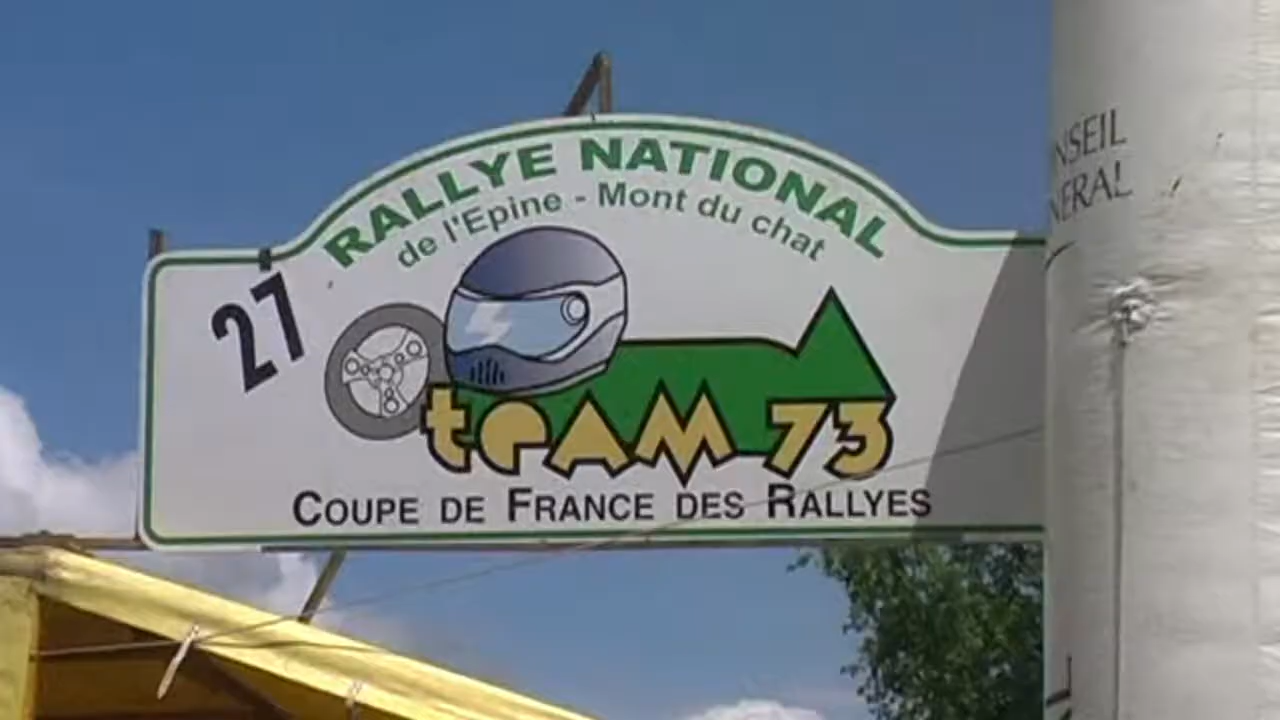 RALLYE NATIONAL
de l'Epine - Mont du chat
27
teAM 73
COUPE DE FRANCE DES RALLYES
NSEIL
NERAL